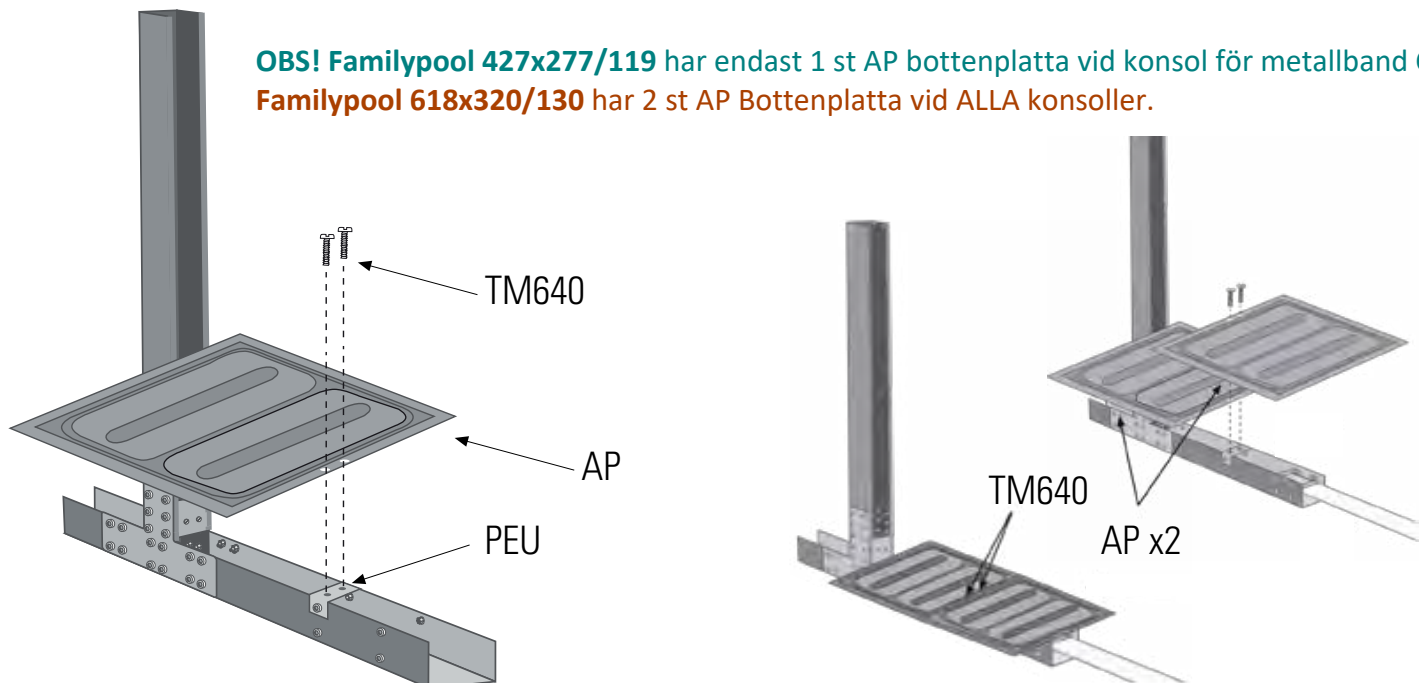 OBS! Familypool 427x277/119 har endast 1 st AP bottenplatta vid konsol för metallband
Familypool 618x320/130 har 2 st AP Bottenplatta vid ALLA konsoller.
TM640
AP
PEU
TM640
AP x2